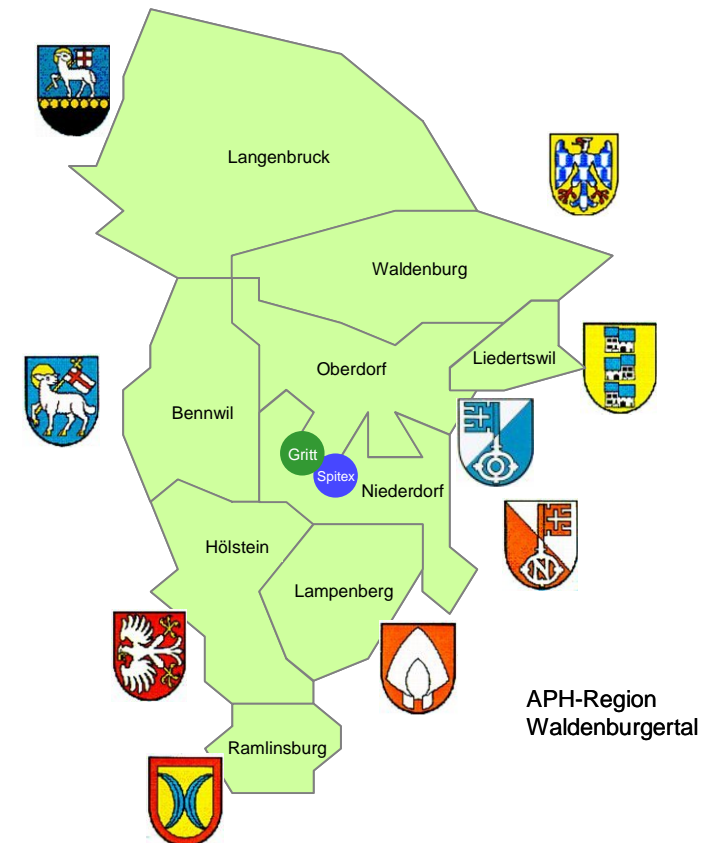 Langenbruck
Waldenburg
Oberdorf
Liedertswil
Bennwil
Gritt
Spitex
Niederdorf
Hölstein
Lampenberg
N
APH-Region
Waldenburgertal
Ramlinsburg